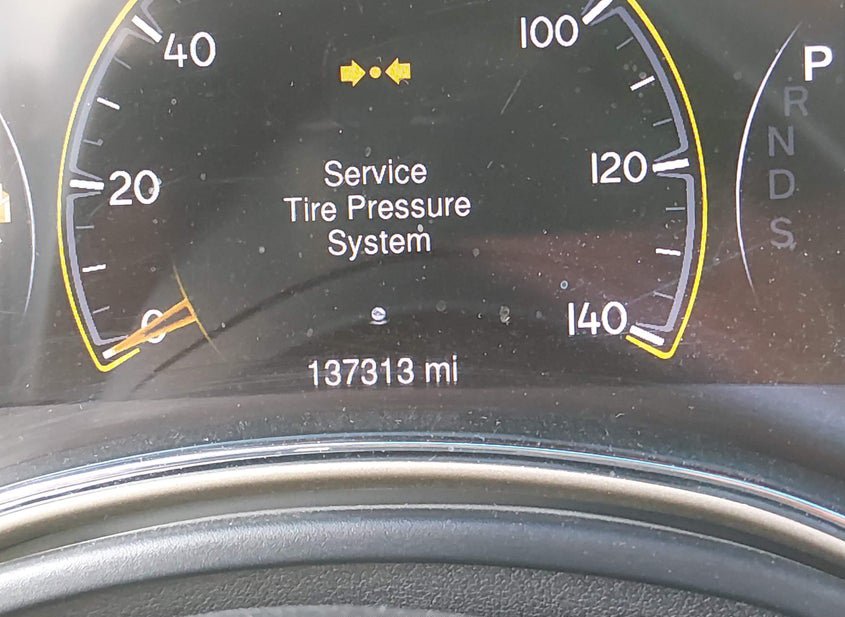 40
100
P
R
N
D
S
20
120
Service
Tire Pressure
System
0
140
137313 mi